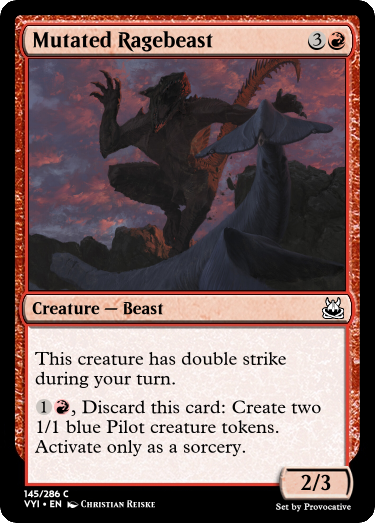 Mutated Ragebeast 3
Creature — Beast
This creature has double strike
during your turn.
1, Discard this card: Create two
1/1 blue Pilot creature tokens.
Activate only as a sorcery.
2/3
145/286 C
VYI • EN Christian Reiske
Set by Provocative